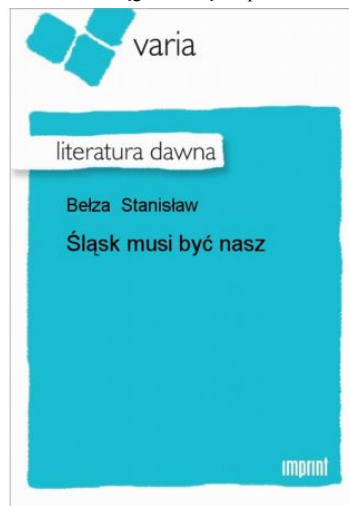 varia
literatura dawna
Bełza Stanisław
Śląsk musi być nasz
imprint